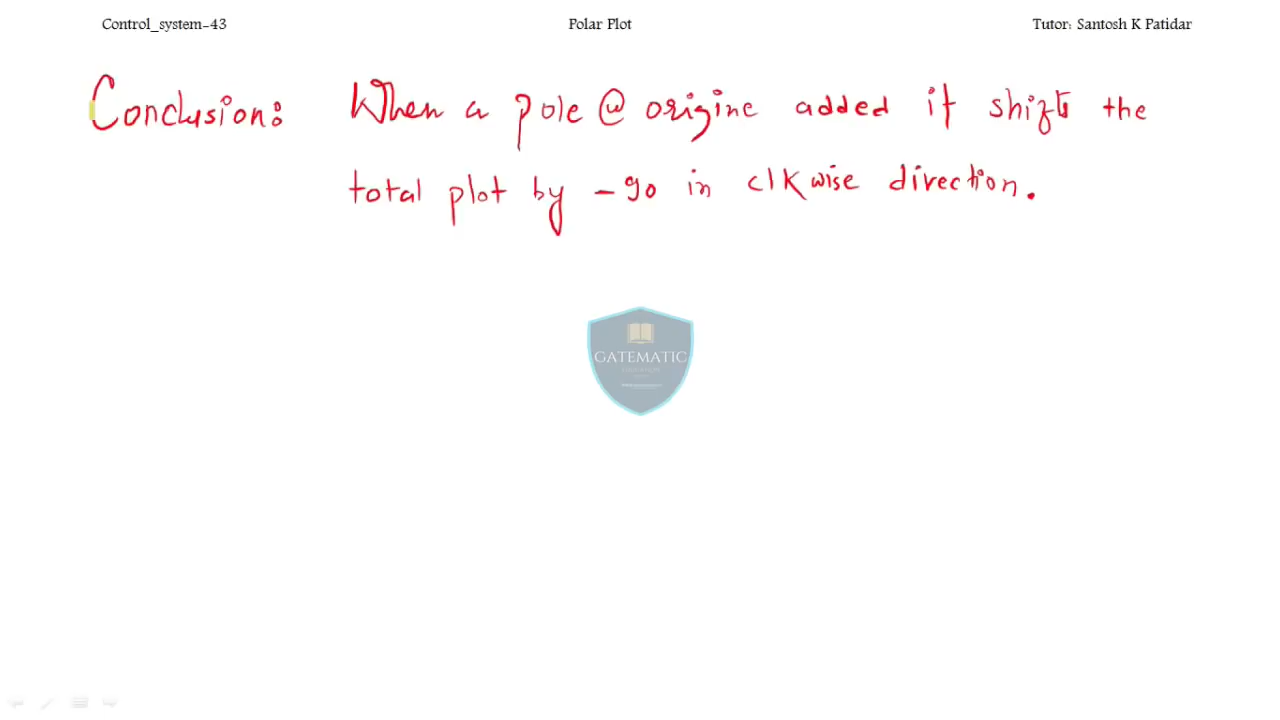 Control_system-43 Polar Plot Tutor: Santosh K Patidar
Conclusion: When a pole @ origine added it shifts the
total plot by - 90 in clkwise direction.
GATEMATIC
EDUCATION